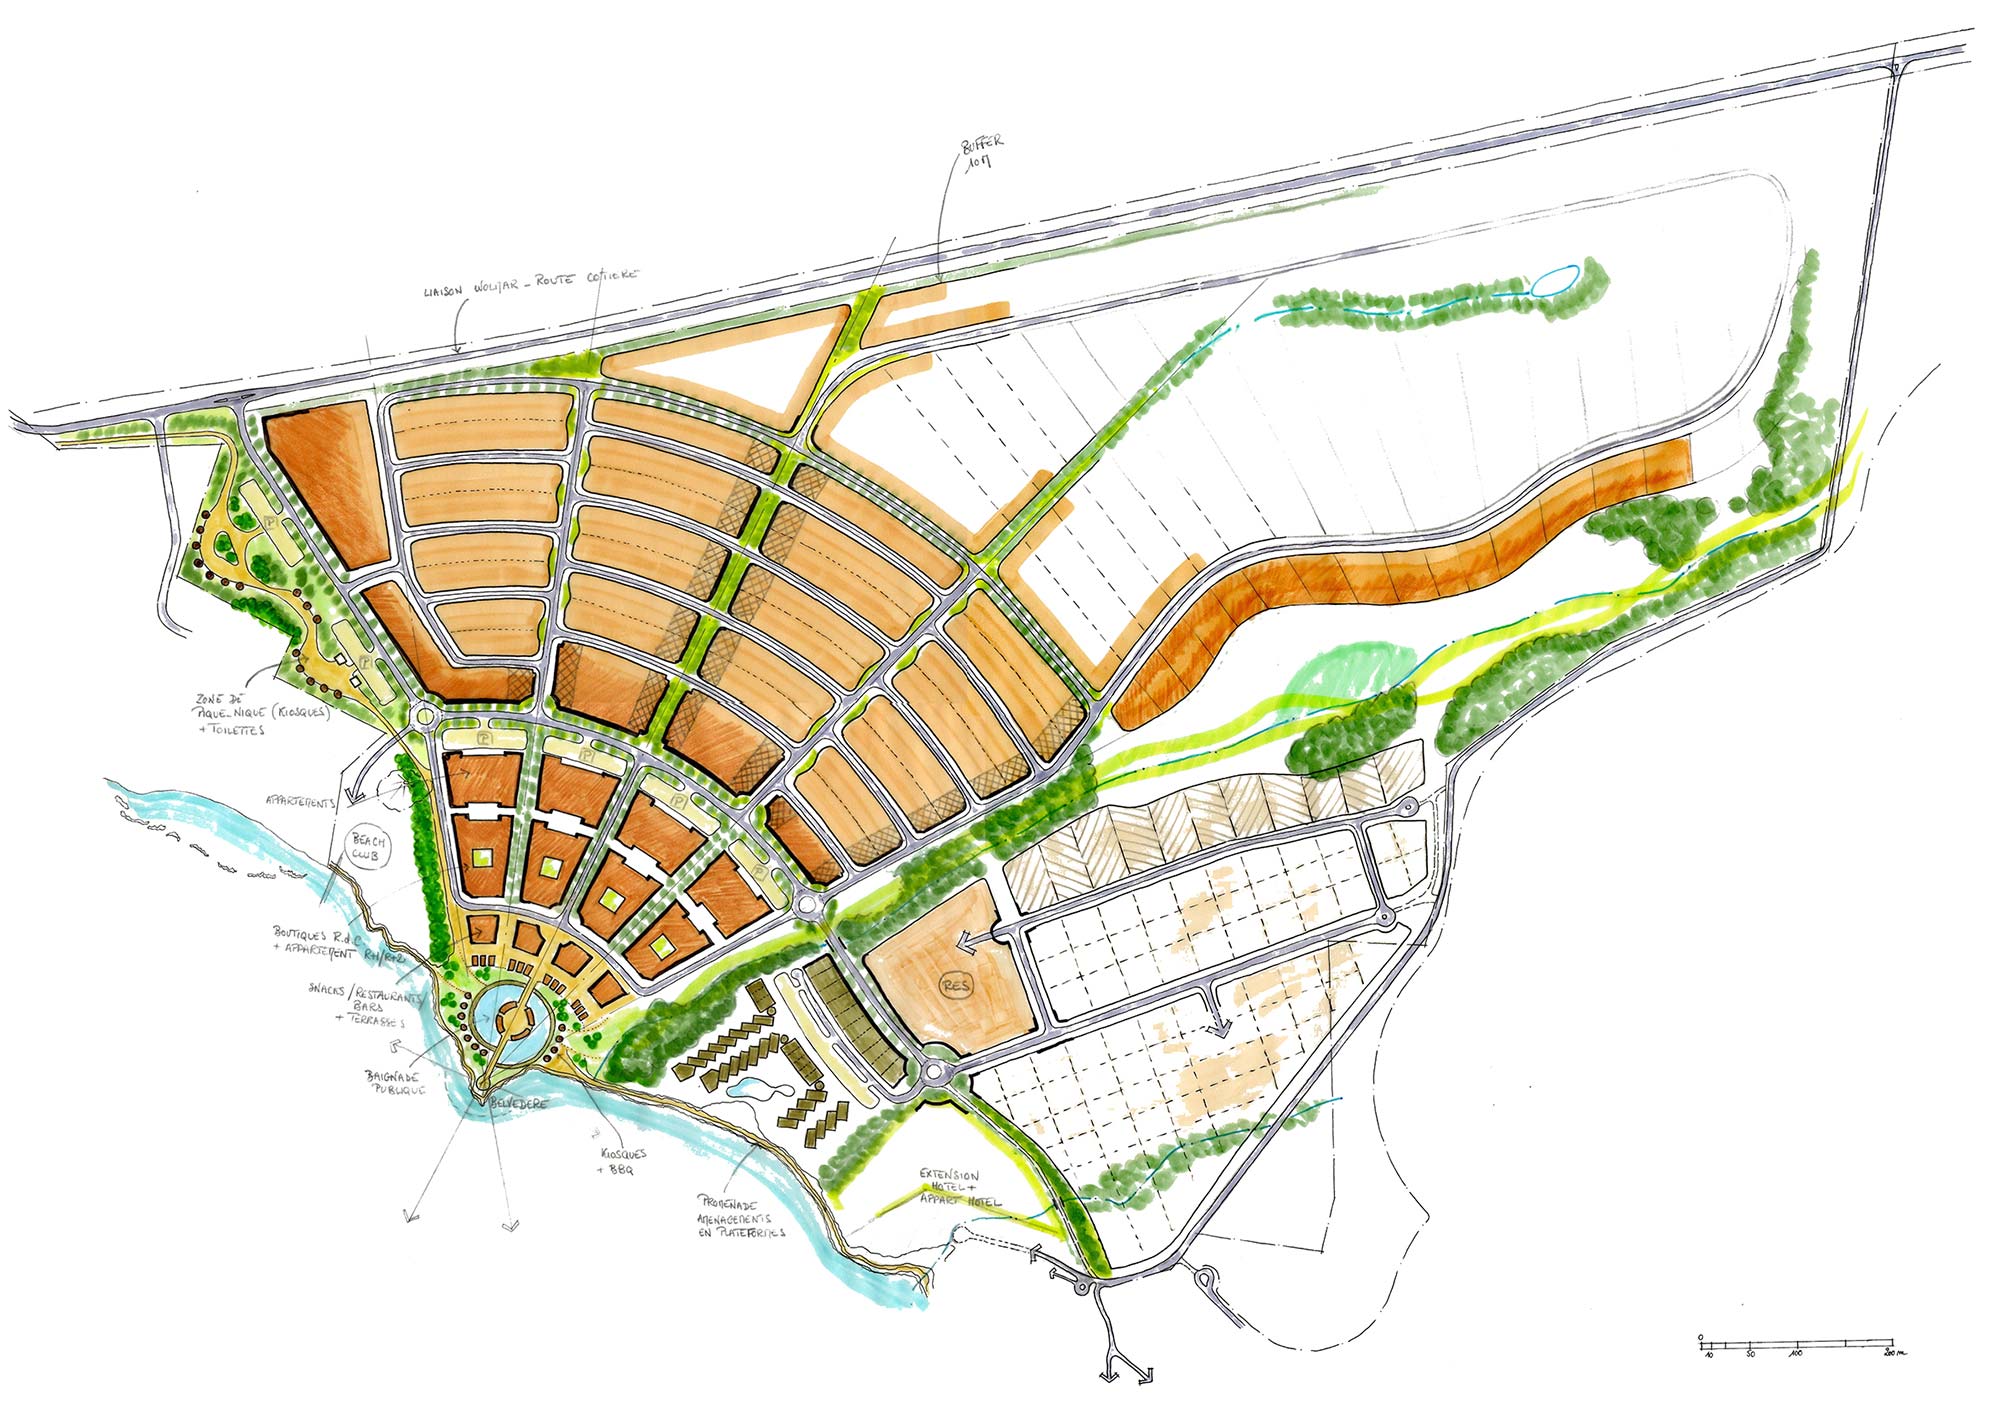 BUFFER
10M
LIAISON WOLMAR - ROUTE COTIERE
P
ZONE DE
PIQUE-NIQUE (KIOSQUES)
+ TOILETTES
P
P
P
P
P
APPARTEMENTS
BEACH
CLUB
BOUTIQUES R.d.C
+ APPARTEMENT R+1/R+2
SNACKS / RESTAURANTS /
BARS
+ TERRASSES
RES
BAIGNADE
PUBLIQUE
BELVEDERE
KIOSQUES
+ BBQ
PROMENADE
AMENAGEMENTS
EN PLATEFORMES
EXTENSION
HOTEL +
APPART HOTEL
0
10 50 100 200 m